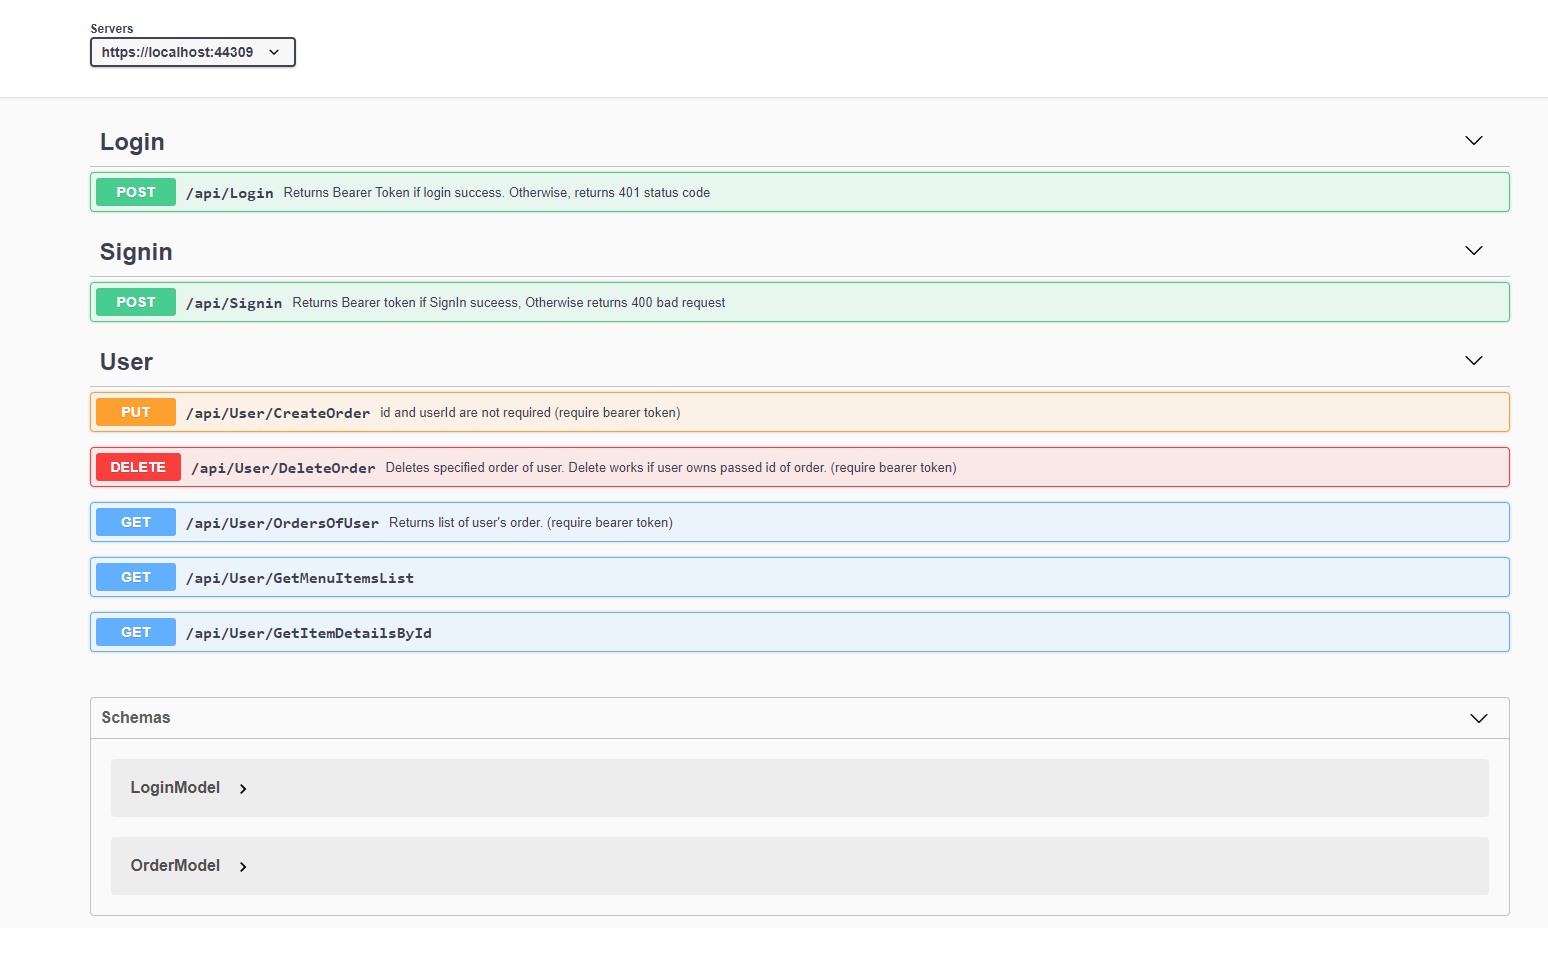 Servers
https://localhost:44309
Login
POST /api/Login Returns Bearer Token if login success. Otherwise, returns 401 status code
Signin
POST /api/Signin Returns Bearer token if SignIn suceess, Otherwise returns 400 bad request
User
PUT /api/User/CreateOrder id and userId are not required (require bearer token)
DELETE /api/User/DeleteOrder Deletes specified order of user. Delete works if user owns passed id of order. (require bearer token)
GET /api/User/OrdersOfUser Returns list of user's order. (require bearer token)
GET /api/User/GetMenuItemsList
GET /api/User/GetItemDetailsById
Schemas
LoginModel
OrderModel